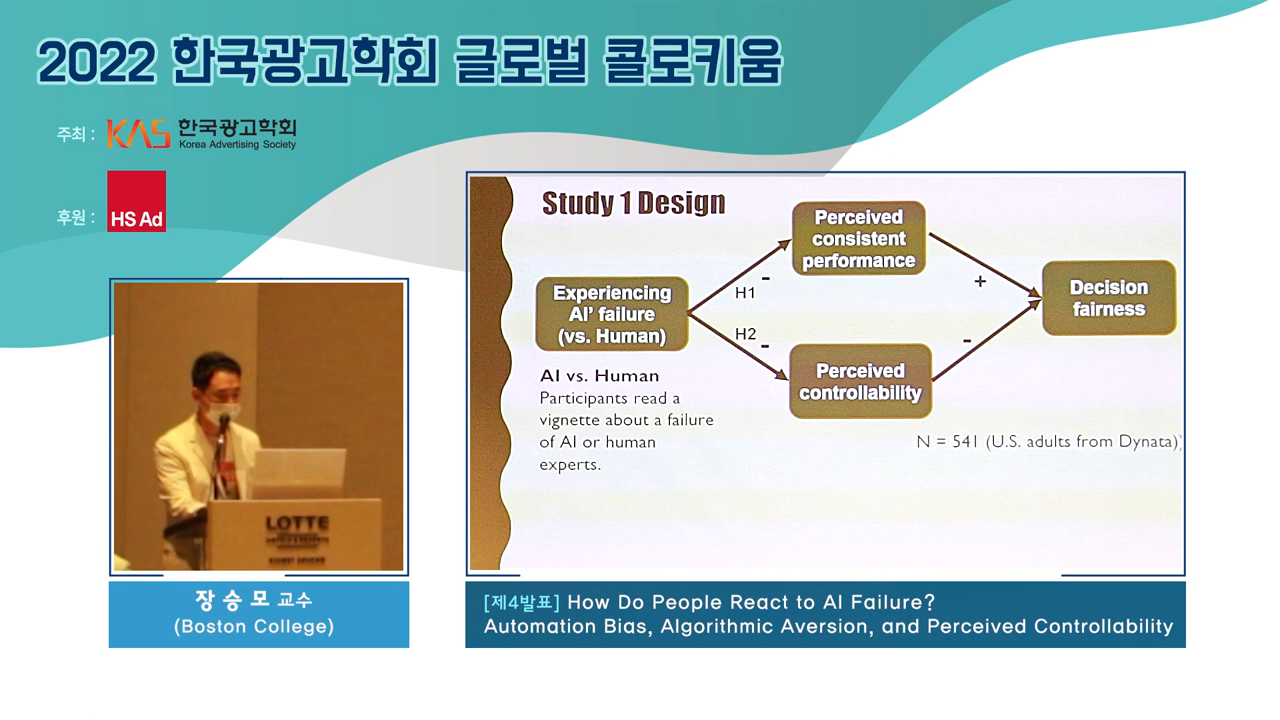 2022 한국광고학회 글로벌 콜로키움
주최 :
KAS 한국광고학회
Korea Advertising Society
후원 :
HS Ad
Study 1 Design
Experiencing
AI' failure
(vs. Human)
H1
-
H2
-
Perceived
consistent
performance
Perceived
controllability
+
-
Decision
fairness
AI vs. Human
Participants read a
vignette about a failure
of AI or human
experts.
N = 541 (U.S. adults from Dynata)
LOTTE
장 승 모 교수
(Boston College)
[제4발표] How Do People React to AI Failure?
Automation Bias, Algorithmic Aversion, and Perceived Controllability